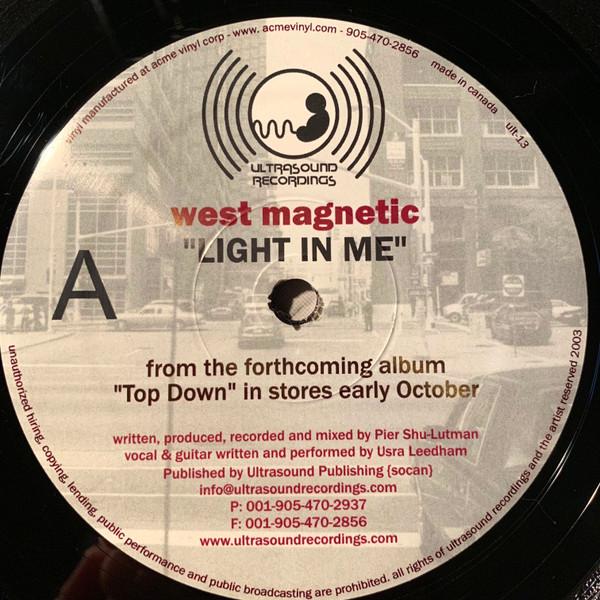 vinyl manufactured at acme vinyl corp - www. acmevinyl.com - 905-470-2856 made in canada ult-13
ULTRASOUND
RECORDINGS
west magnetic
"LIGHT IN ME"
A
from the forthcoming album
"Top Down" in stores early October
written, produced, recorded and mixed by Pier Shu-Lutman
vocal & guitar written and performed by Usra Leedham
Published by Ultrasound Publishing {socan}
info@ultrasoundrecordings.com
P: 001-905-470-2937
F: 001-905-470-2856
www.ultrasoundrecordings.com
unauthorized hiring, copying, lending, public performance and public broadcasting are prohibited. all rights of ultrasound recordings and the artist reserved 2003